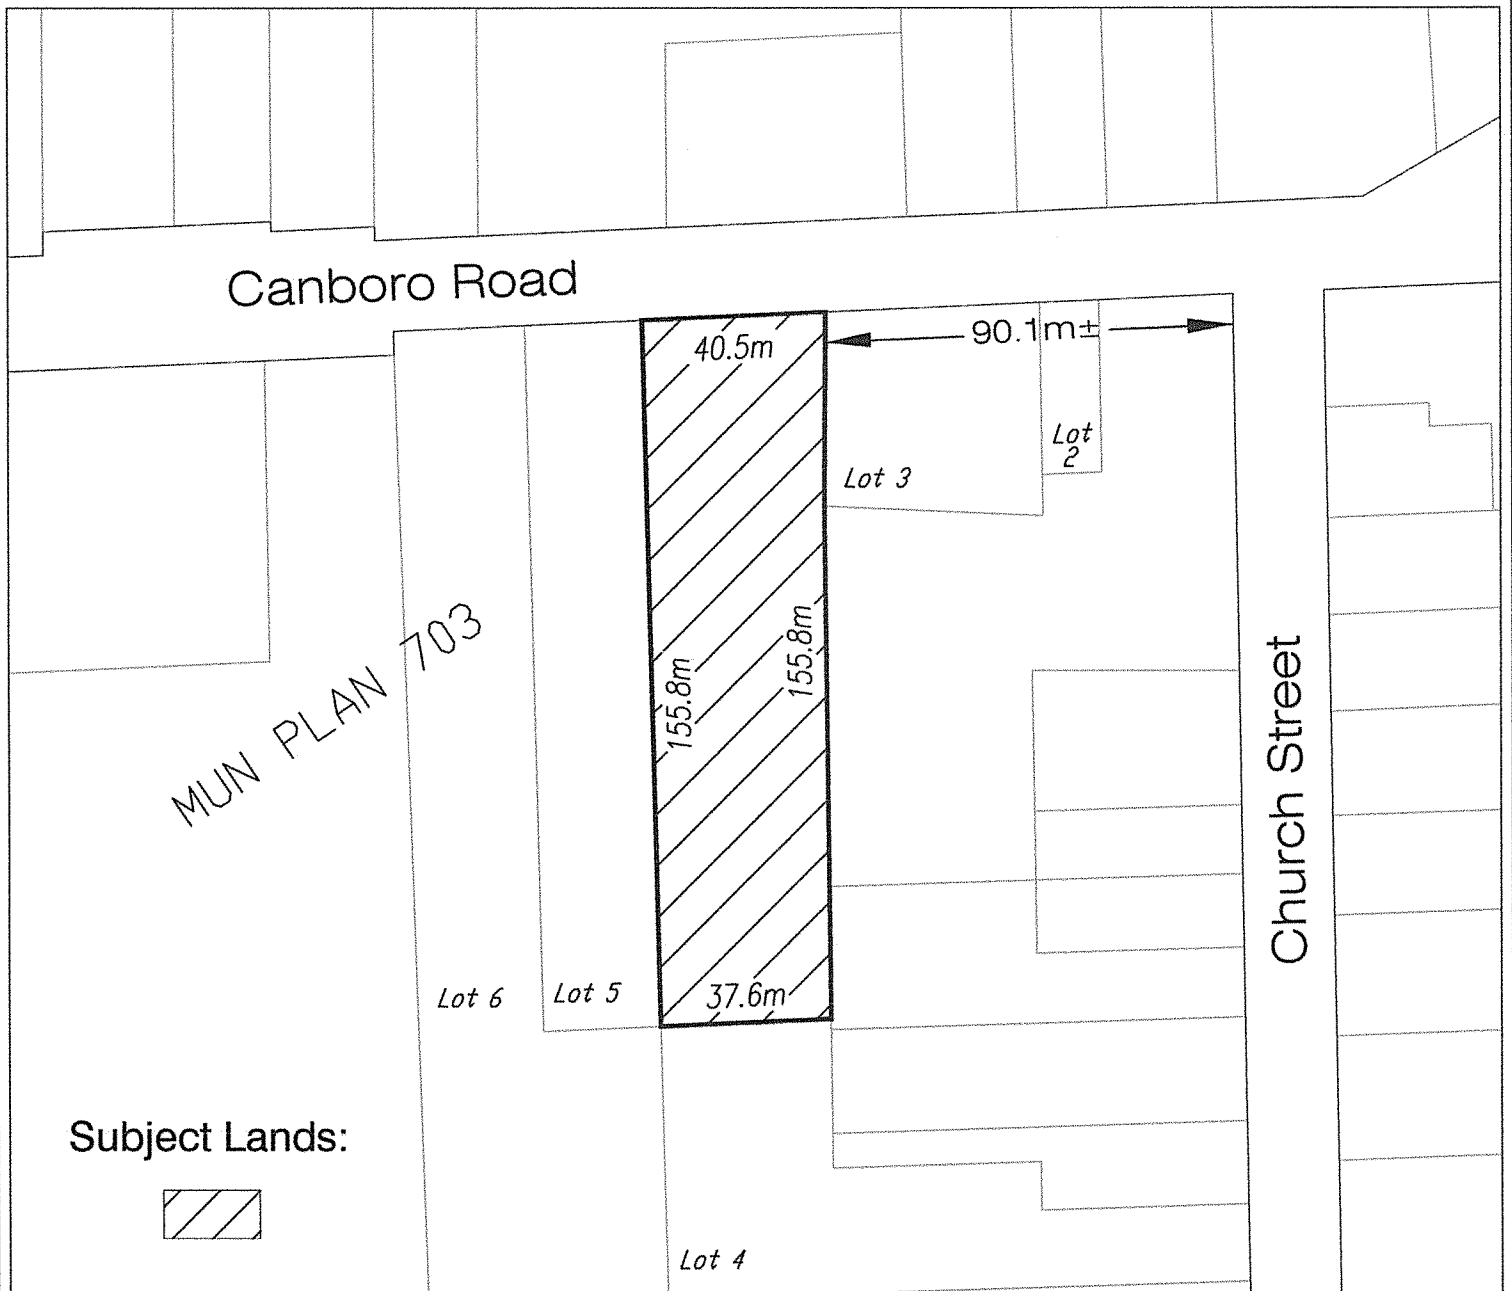 Canboro Road
40.5m
90.1m±
Lot
2
Lot 3
155.8m
155.8m
MUN PLAN 703
Church Street
Lot 6
Lot 5
37.6m
Subject Lands:
Lot 4